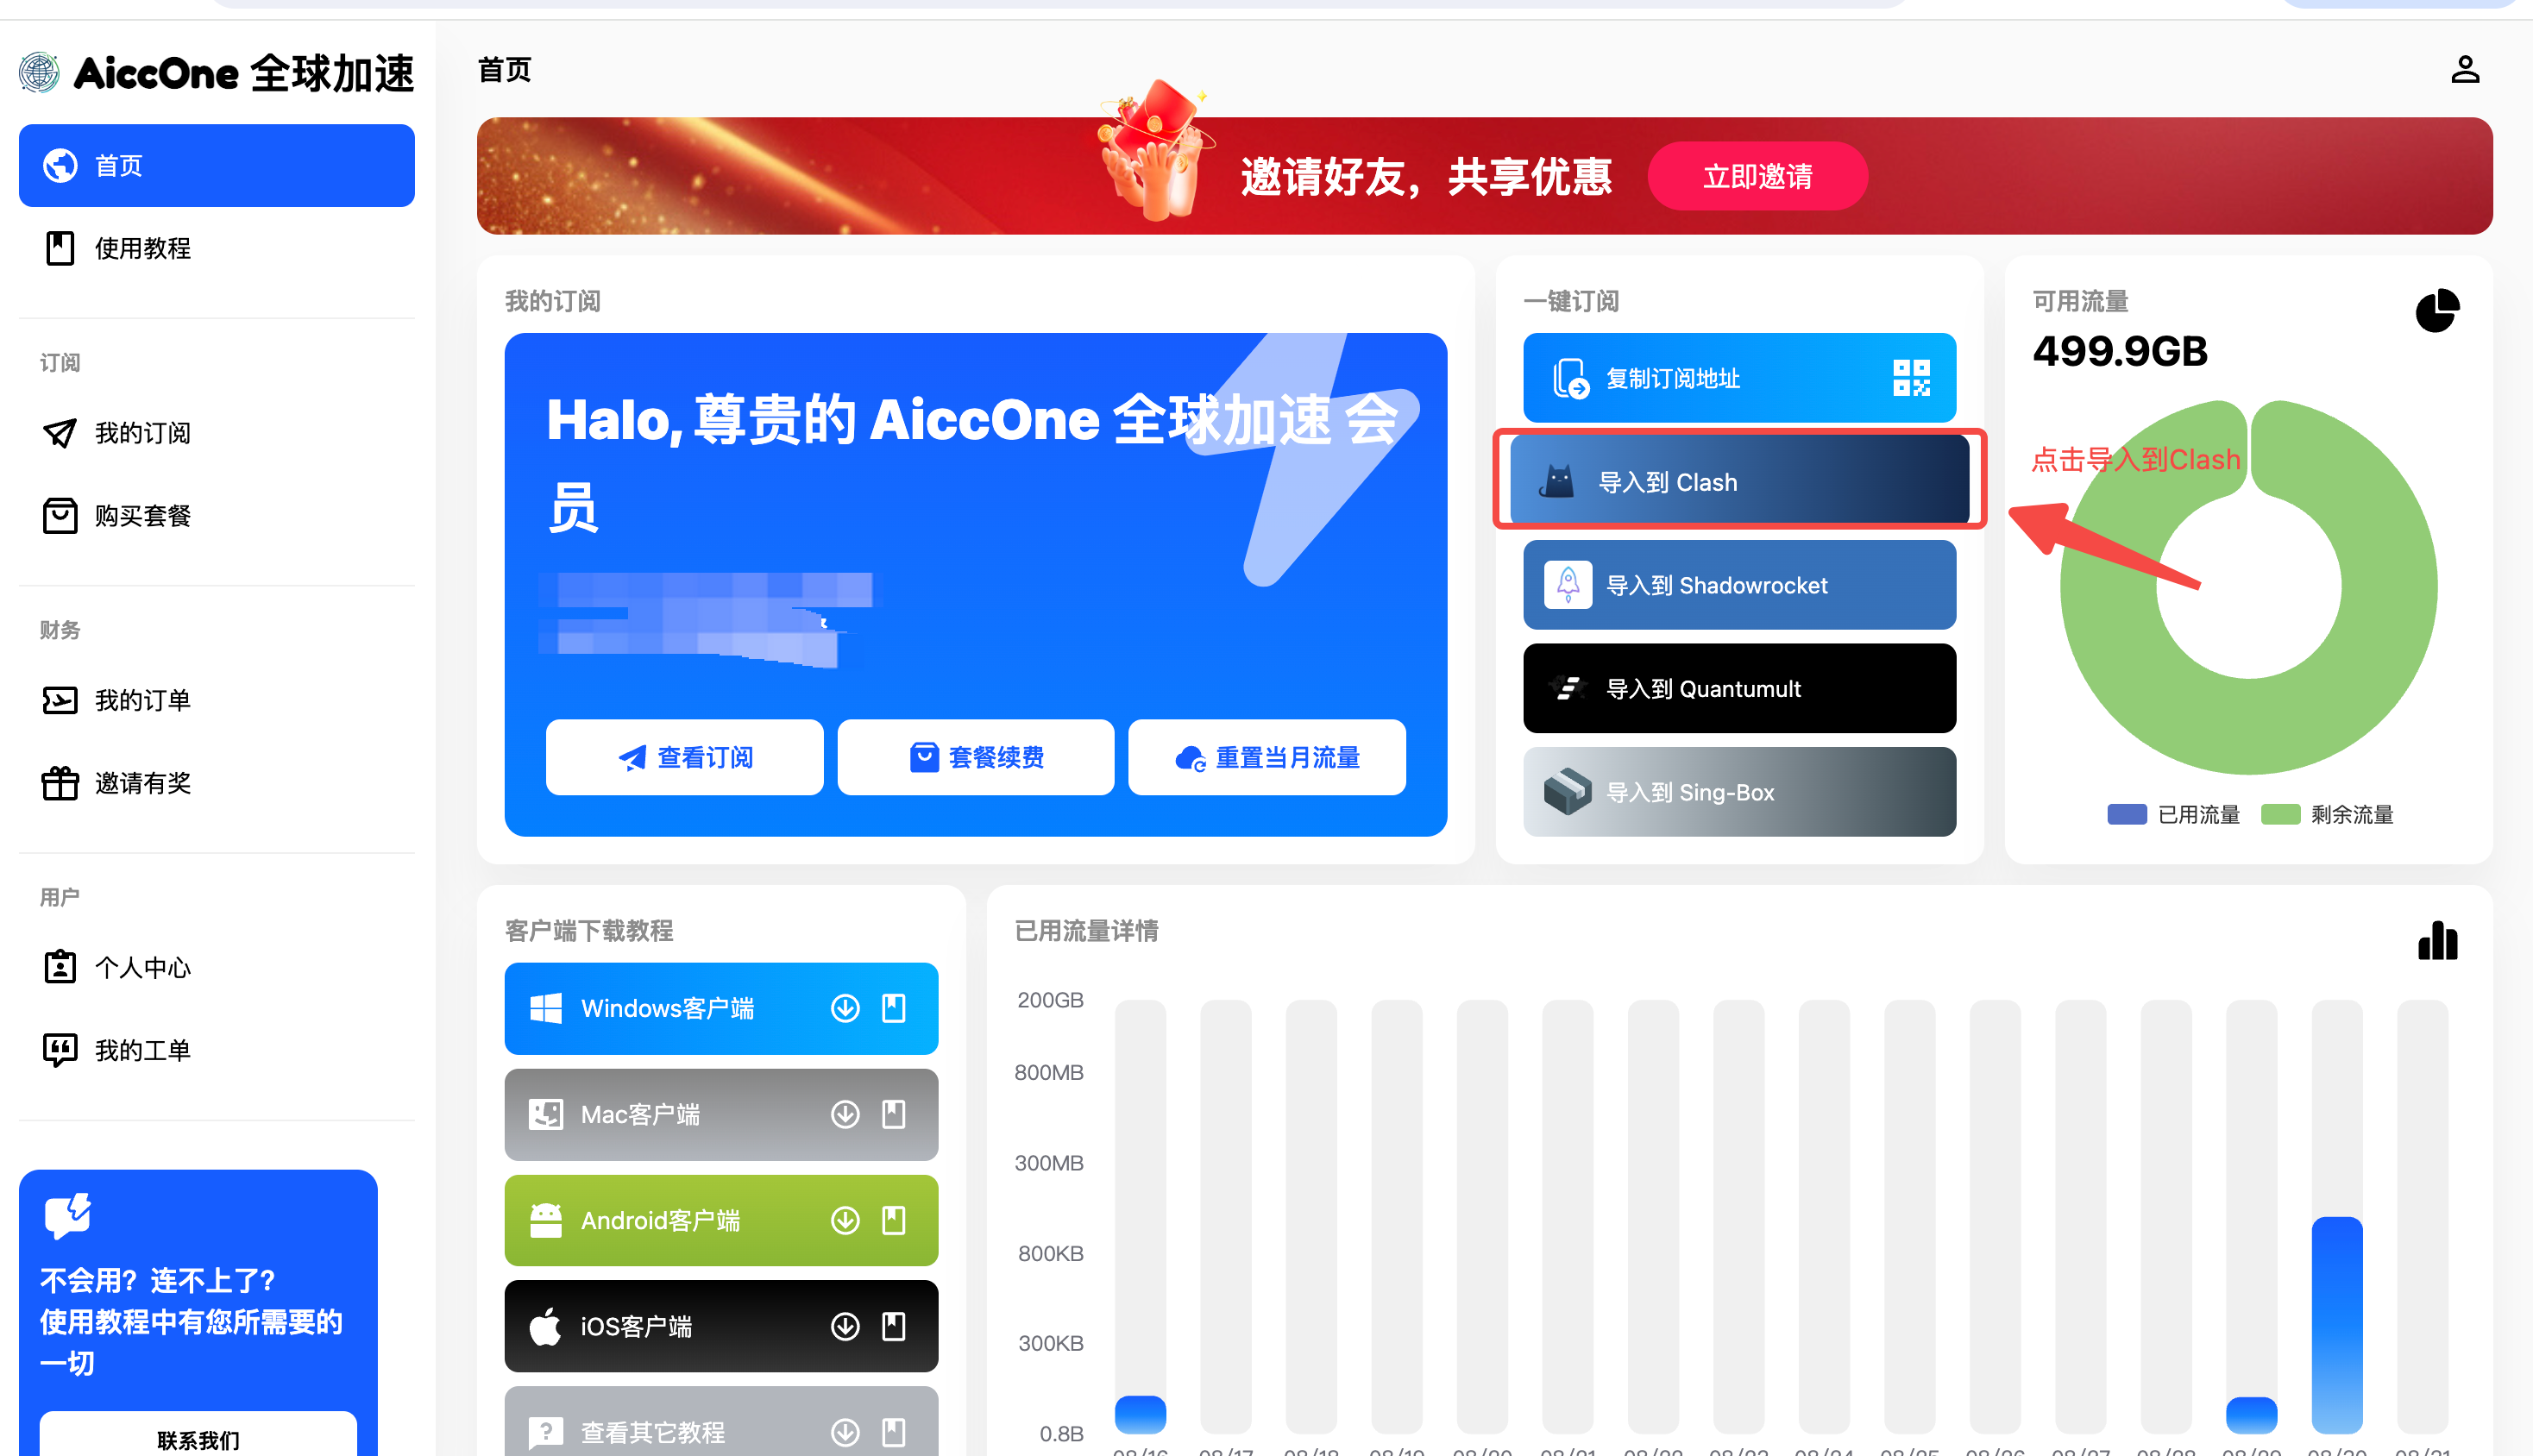 AiccOne 全球加速
首页
使用教程
订阅
我的订阅
购买套餐
财务
我的订单
邀请有奖
用户
个人中心
我的工单
不会用？连不上了？
使用教程中有您所需要的
一切
联系我们
首页
邀请好友，共享优惠
立即邀请
我的订阅
Halo, 尊贵的 AiccOne 全球加速 会
员
查看订阅
套餐续费
重置当月流量
一键订阅
复制订阅地址
导入到 Clash
导入到 Shadowrocket
导入到 Quantumult
导入到 Sing-Box
可用流量
499.9GB
点击导入到Clash
已用流量
剩余流量
客户端下载教程
Windows客户端
Mac客户端
Android客户端
iOS客户端
查看其它教程
已用流量详情
200GB
800MB
300MB
800KB
300KB
0.8B